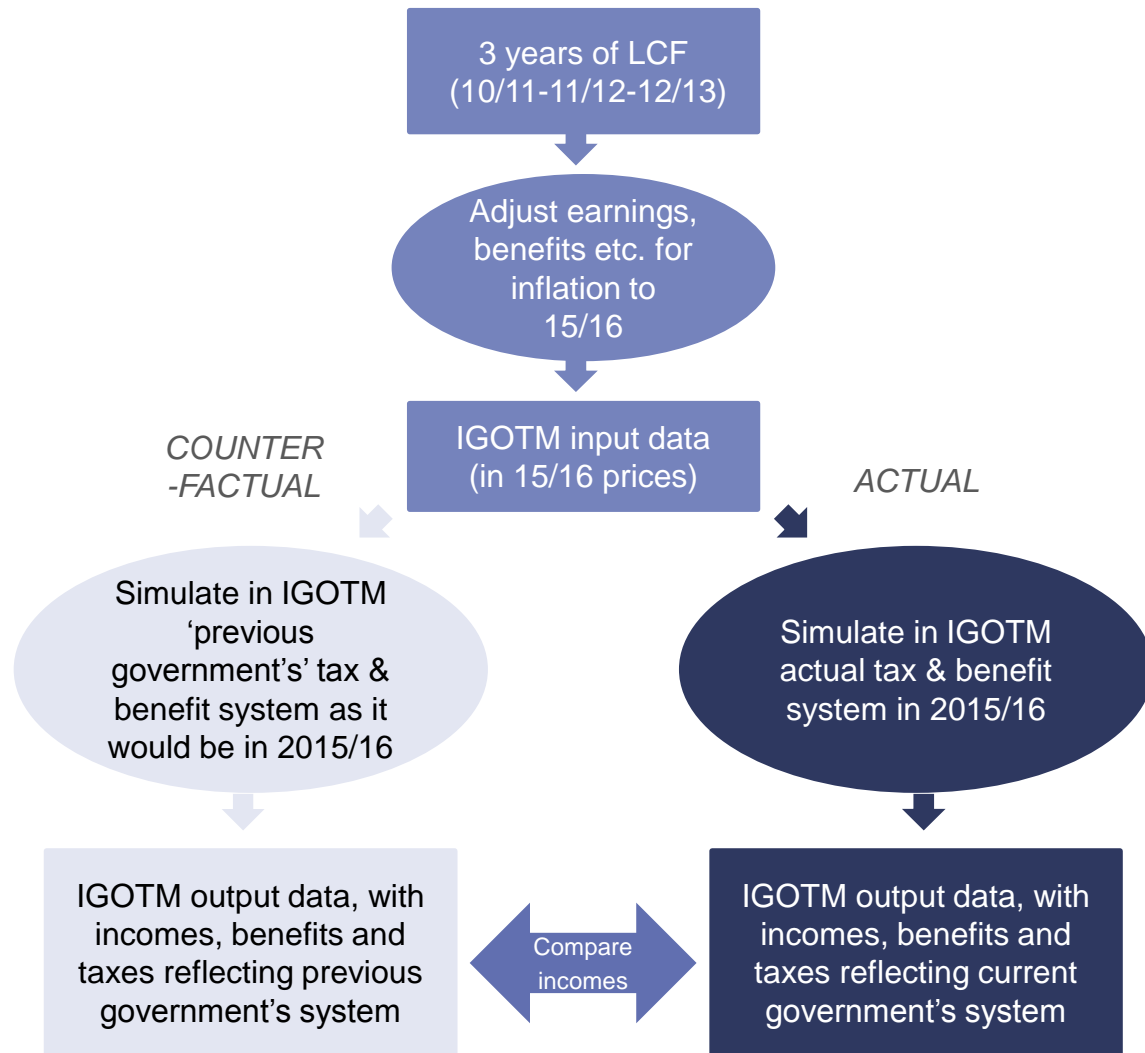 3 years of LCF
(10/11-11/12-12/13)
Adjust earnings,
benefits etc. for
inflation to
15/16
IGOTM input data
(in 15/16 prices)
COUNTER
-FACTUAL
ACTUAL
Simulate in IGOTM
‘previous
government’s’ tax &
benefit system as it
would be in 2015/16
Simulate in IGOTM
actual tax & benefit
system in 2015/16
IGOTM output data, with
incomes, benefits and
taxes reflecting previous
government’s system
Compare
incomes
IGOTM output data, with
incomes, benefits and
taxes reflecting current
government’s system